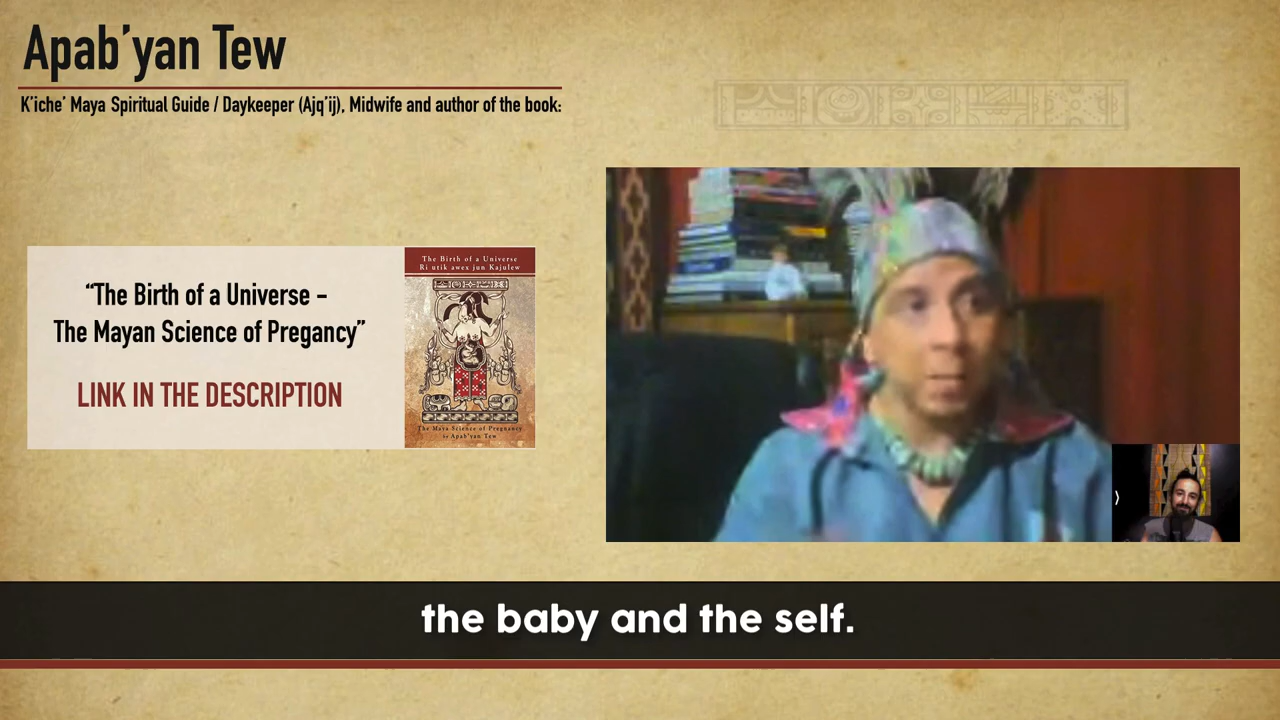 Apab’yan Tew
K’iche’ Maya Spiritual Guide / Daykeeper (Ajq’ij), Midwife and author of the book:
“The Birth of a Universe –
The Mayan Science of Pregancy”
LINK IN THE DESCRIPTION
The Birth of a Universe
Ri utik awex jun Kajulew
The Maya Science of Pregnancy
by Apab’yan Tew
the baby and the self.